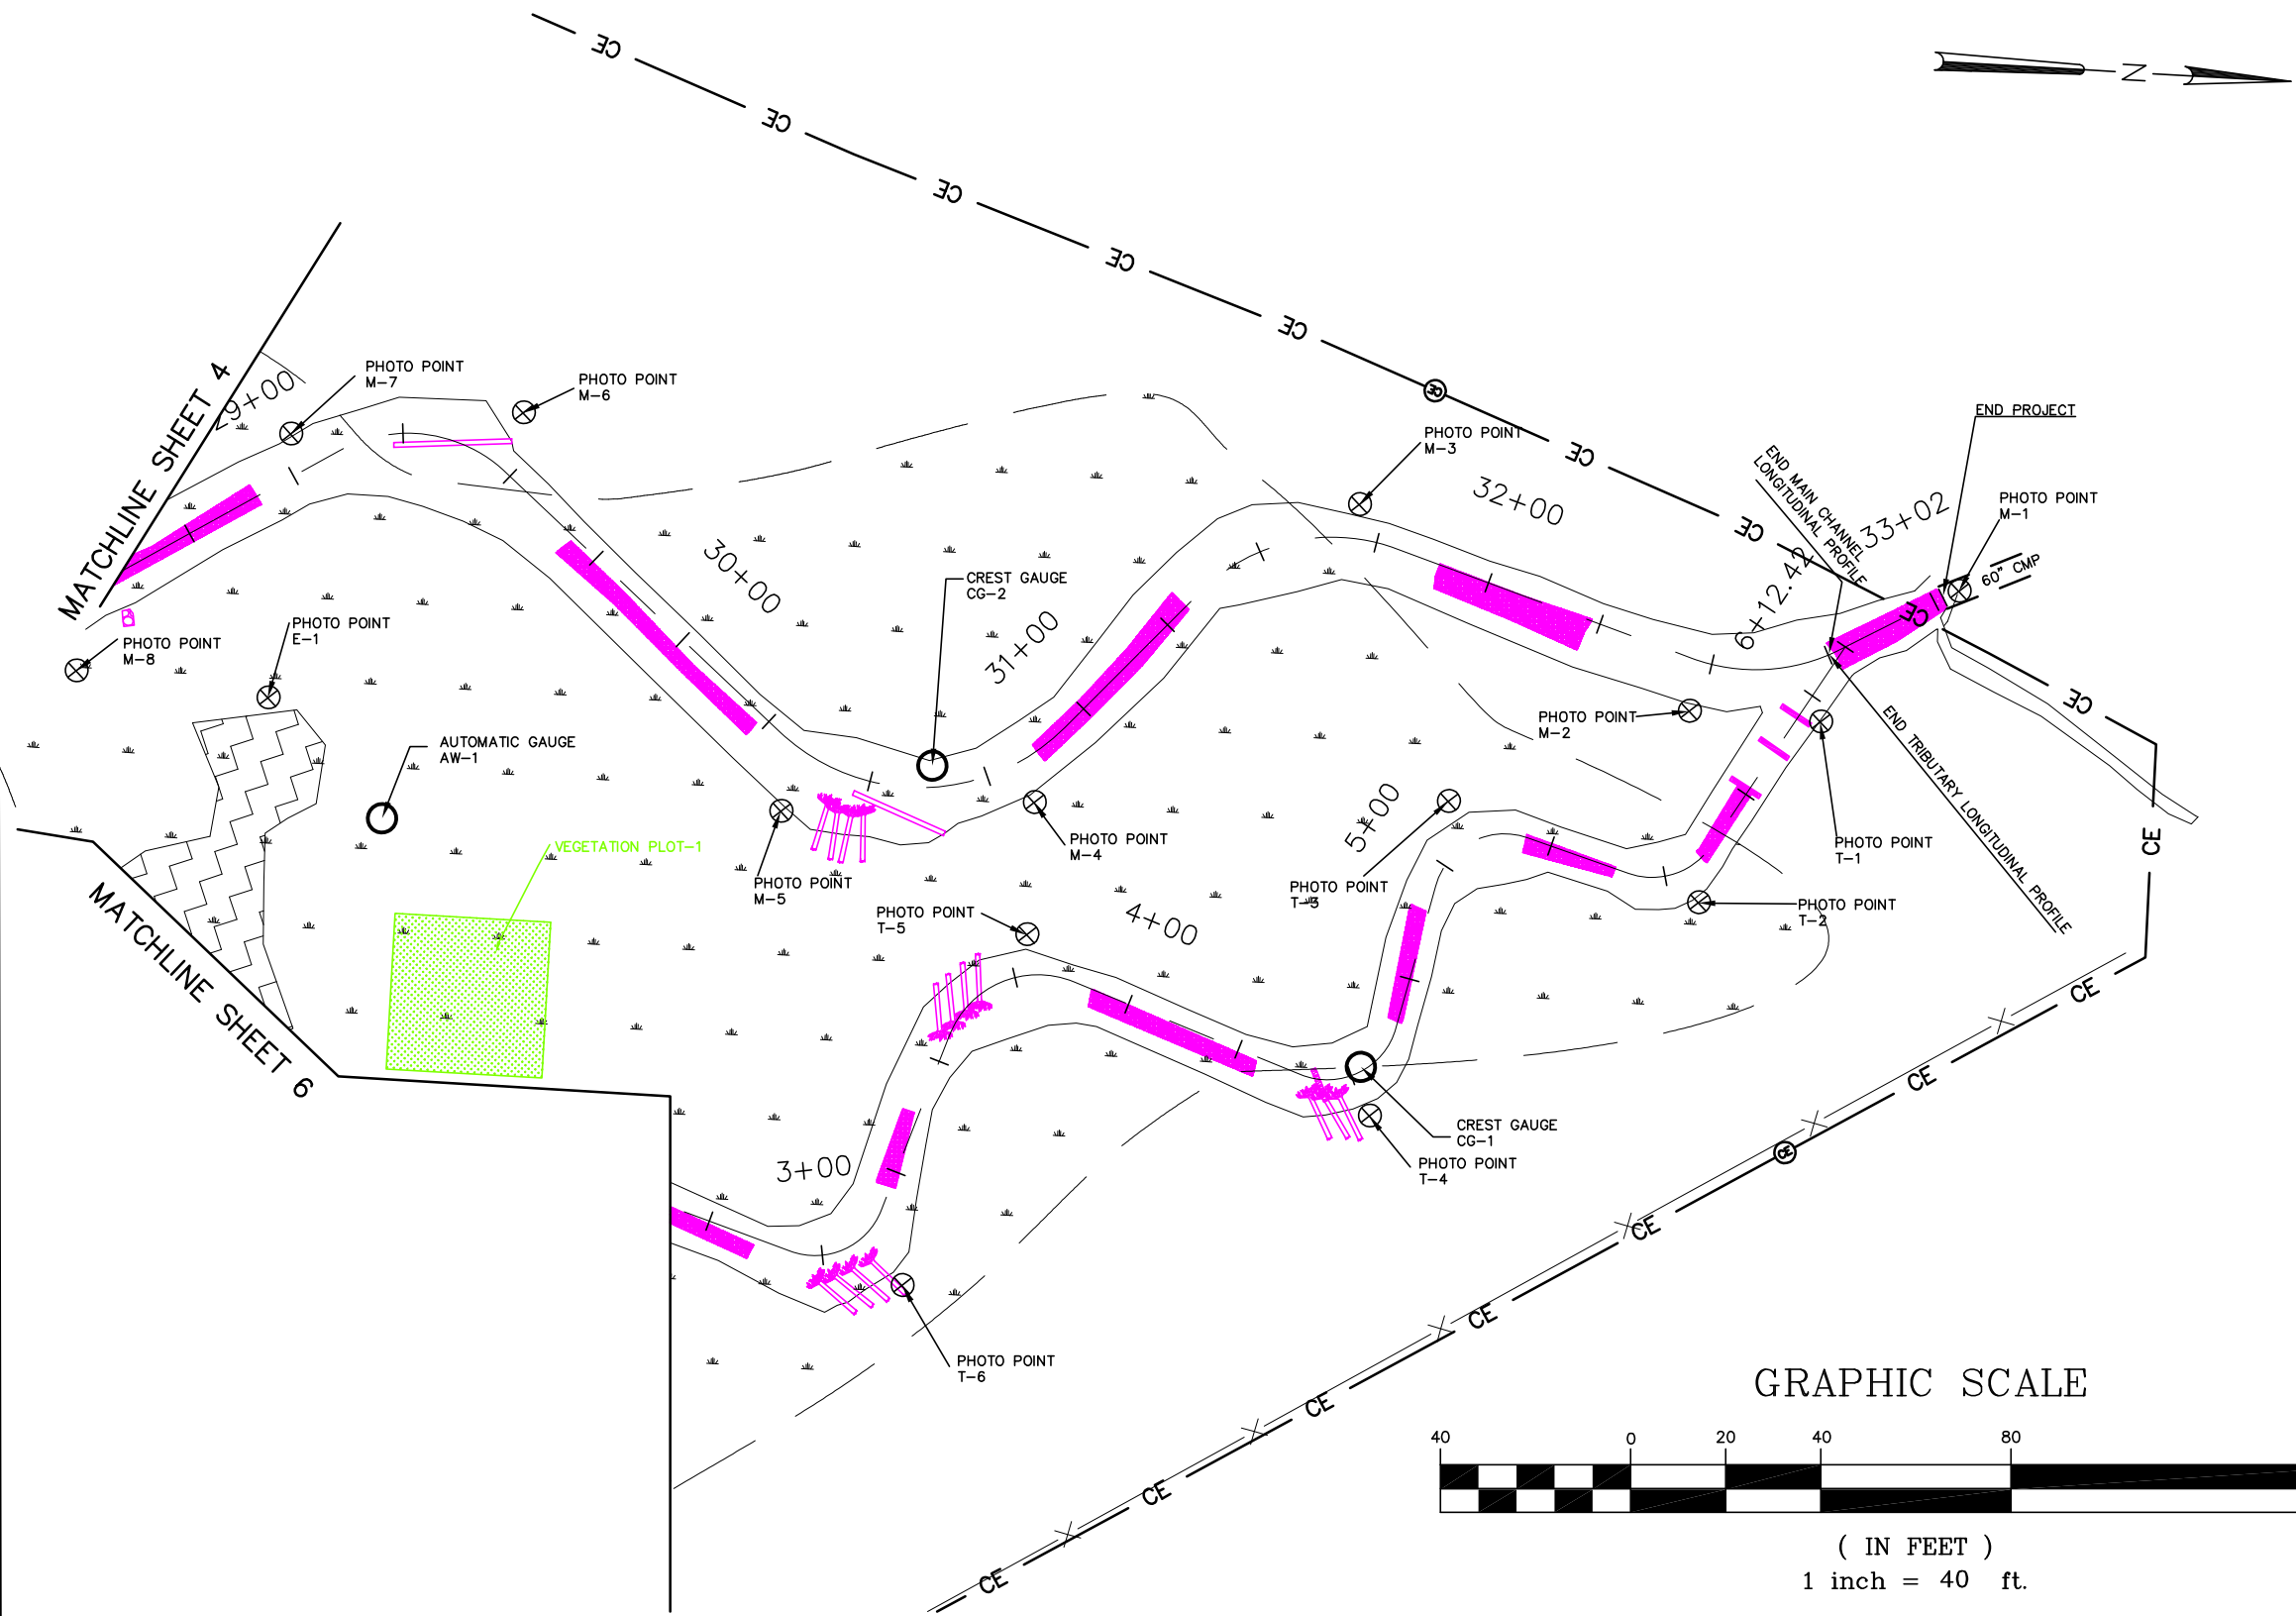 CE
CE
CE
CE
CE
CE
CE
CE
CE
CE
CE
N
MATCHLINE SHEET 4
29+00
PHOTO POINT
M-7
PHOTO POINT
M-6
PHOTO POINT
M-3
32+00
END PROJECT
END MAIN CHANNEL
LONGITUDINAL PROFILE
33+02
PHOTO POINT
M-1
60" CMP
6+12.42
30+00
CREST GAUGE
CG-2
31+00
PHOTO POINT
M-8
PHOTO POINT
E-1
AUTOMATIC GAUGE
AW-1
PHOTO POINT
M-2
END TRIBUTARY LONGITUDINAL PROFILE
VEGETATION PLOT-1
PHOTO POINT
M-5
PHOTO POINT
M-4
5+00
PHOTO POINT
T-3
PHOTO POINT
T-1
PHOTO POINT
T-2
CE
MATCHLINE SHEET 6
PHOTO POINT
T-5
4+00
CE
CE
CREST GAUGE
CG-1
PHOTO POINT
T-4
3+00
CE
CE
CE
CE
CE
CE
PHOTO POINT
T-6
GRAPHIC SCALE
40 0 20 40 80
( IN FEET )
1 inch = 40 ft.